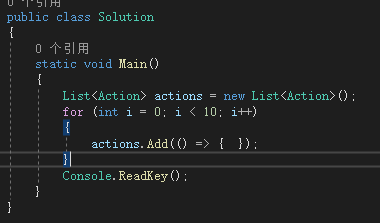 0 个引用
public class Solution
{
0 个引用
static void Main()
{
List<Action> actions = new List<Action>();
for (int i = 0; i < 10; i++)
{
actions.Add(() => {  });
}
Console.ReadKey();
}
}